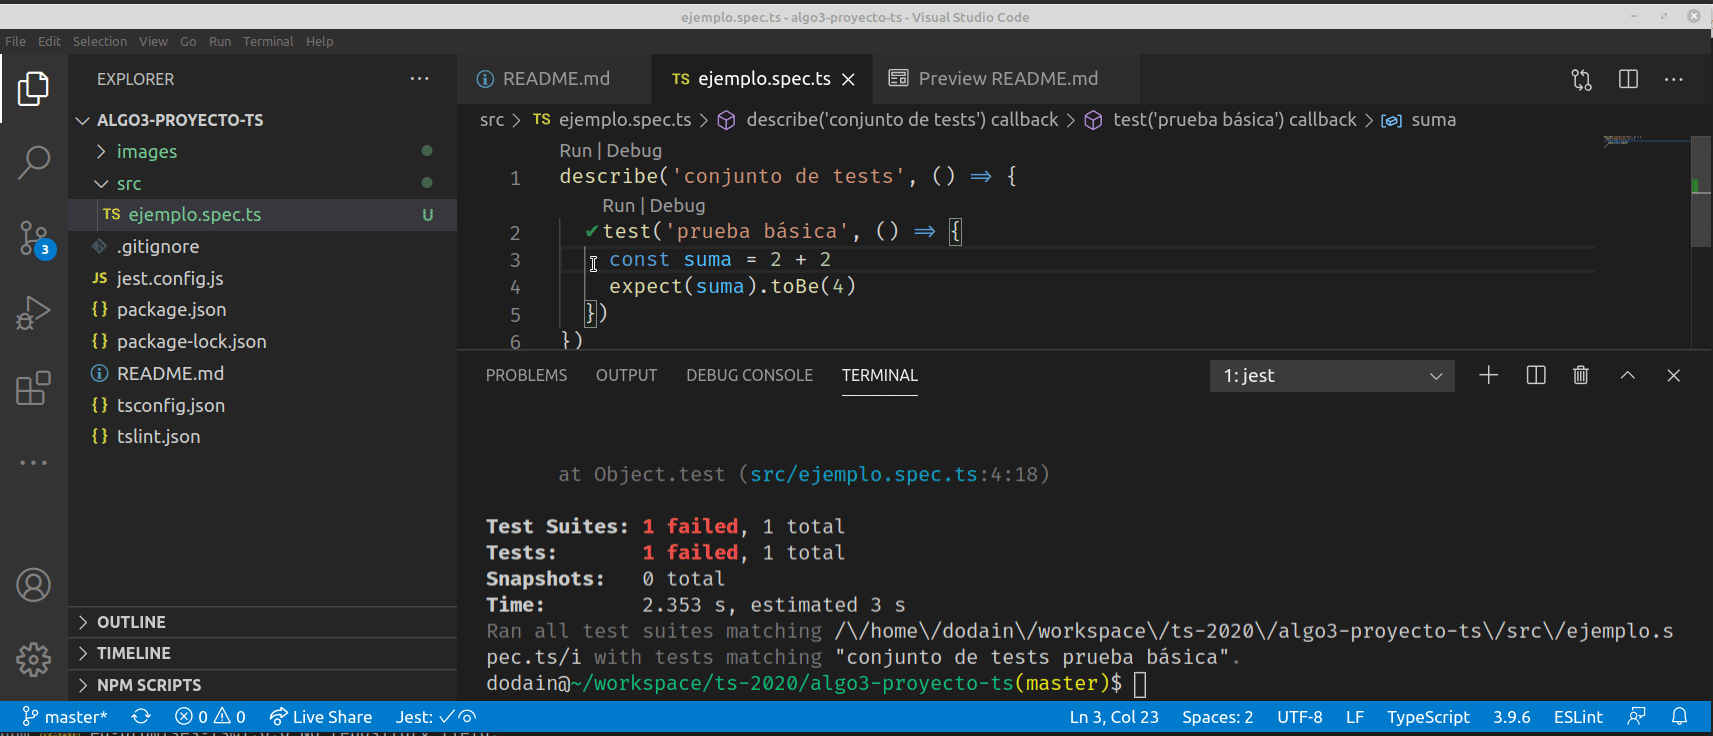 ejemplo.spec.ts - algo3-proyecto-ts - Visual Studio Code
File Edit Selection View Go Run Terminal Help
EXPLORER
ALGO3-PROYECTO-TS
images
src
TS ejemplo.spec.ts U
.gitignore
JS jest.config.js
{} package.json
{} package-lock.json
README.md
{} tsconfig.json
{} tslint.json
3
OUTLINE
TIMELINE
NPM SCRIPTS
README.md TS ejemplo.spec.ts Preview README.md
src > TS ejemplo.spec.ts > describe('conjunto de tests') callback > test('prueba básica') callback > suma
Run | Debug
1 describe('conjunto de tests', () => {
Run | Debug
2 ✔test('prueba básica', () => {
3 const suma = 2 + 2
4 expect(suma).toBe(4)
5 })
6 })
PROBLEMS OUTPUT DEBUG CONSOLE TERMINAL 1: jest
at Object.test (src/ejemplo.spec.ts:4:18)
Test Suites: 1 failed, 1 total
Tests: 1 failed, 1 total
Snapshots: 0 total
Time: 2.353 s, estimated 3 s
Ran all test suites matching /\/home\/dodain\/workspace\/ts-2020\/algo3-proyecto-ts\/src\/ejemplo.s
pec.ts/i with tests matching "conjunto de tests prueba básica".
dodain@~/workspace/ts-2020/algo3-proyecto-ts(master)$
master* 0 0 Live Share Jest: Ln 3, Col 23 Spaces: 2 UTF-8 LF TypeScript 3.9.6 ESLint